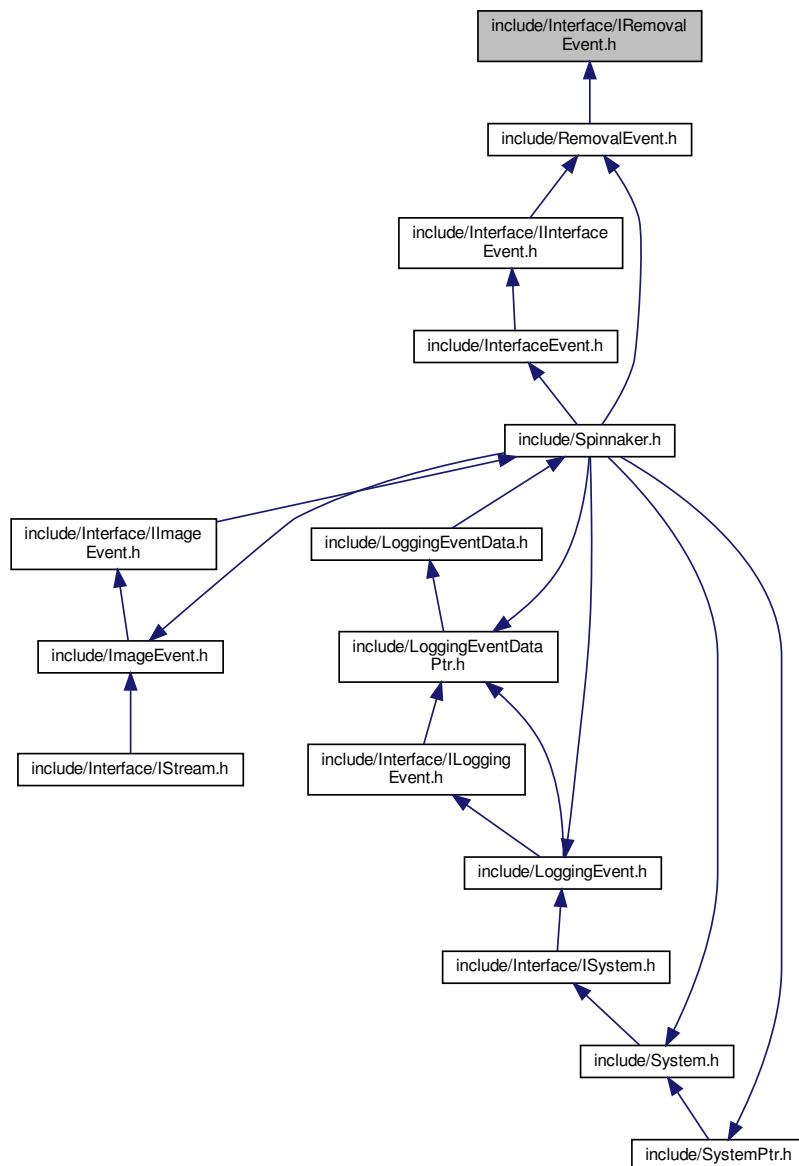 include/Interface/IRemoval
Event.h
include/RemovalEvent.h
include/Interface/IInterface
Event.h
include/InterfaceEvent.h
include/Spinnaker.h
include/Interface/IImage
Event.h
include/LoggingEventData.h
include/ImageEvent.h
include/LoggingEventData
Ptr.h
include/Interface/IStream.h
include/Interface/ILogging
Event.h
include/LoggingEvent.h
include/Interface/ISystem.h
include/System.h
include/SystemPtr.h